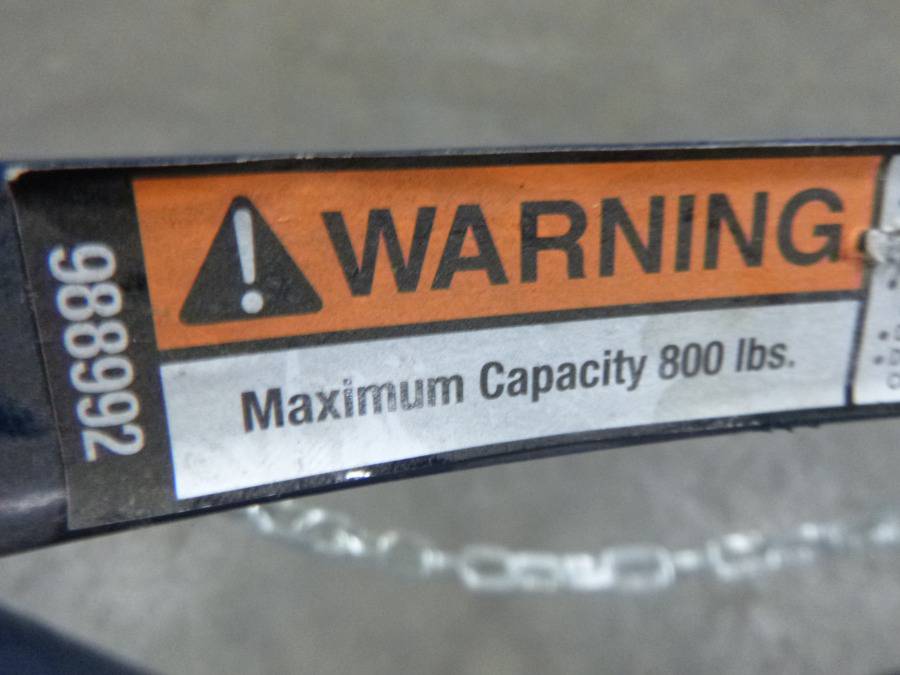 988992
WARNING
Maximum Capacity 800 lbs.